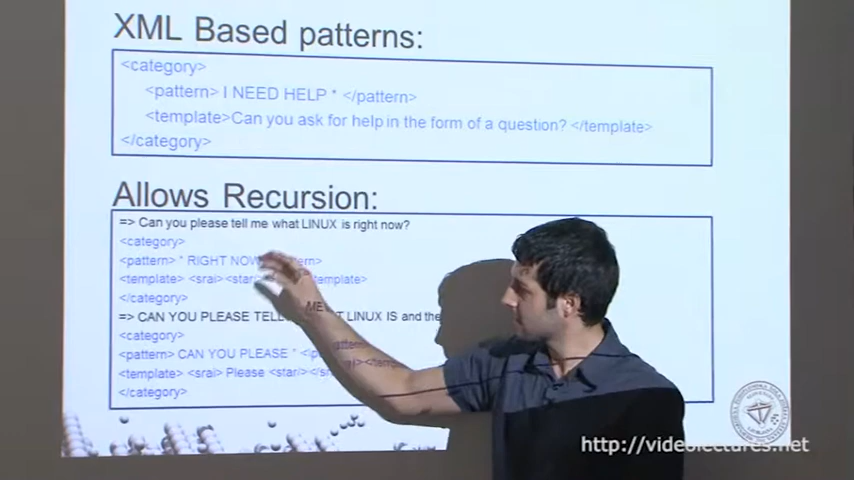 XML Based patterns:
<category>
<pattern> I NEED HELP * </pattern>
<template>Can you ask for help in the form of a question? </template>
</category>
Allows Recursion:
=> Can you please tell me what LINUX is right now?
<category>
<pattern> * RIGHT NOW
<template> <srai> <star template>
</category>
=> CAN YOU PLEASE TELL ME LINUX IS and the
<category>
<pattern> CAN YOU PLEASE *
<template> <srai> Please <star/>
</category>
http://videolectures.net